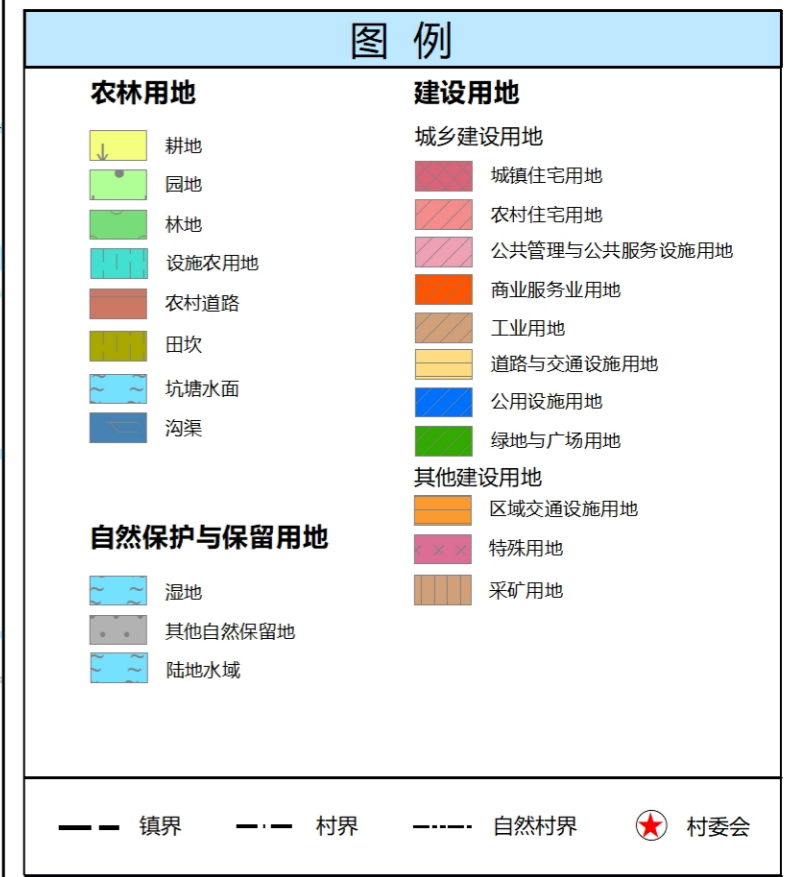 图 例
农林用地
耕地
园地
林地
设施农用地
农村道路
田坎
坑塘水面
沟渠
自然保护与保留用地
湿地
其他自然保留地
陆地水域
建设用地
城乡建设用地
城镇住宅用地
农村住宅用地
公共管理与公共服务设施用地
商业服务业用地
工业用地
道路与交通设施用地
公用设施用地
绿地与广场用地
其他建设用地
区域交通设施用地
特殊用地
采矿用地
镇界 村界 自然村界 村委会